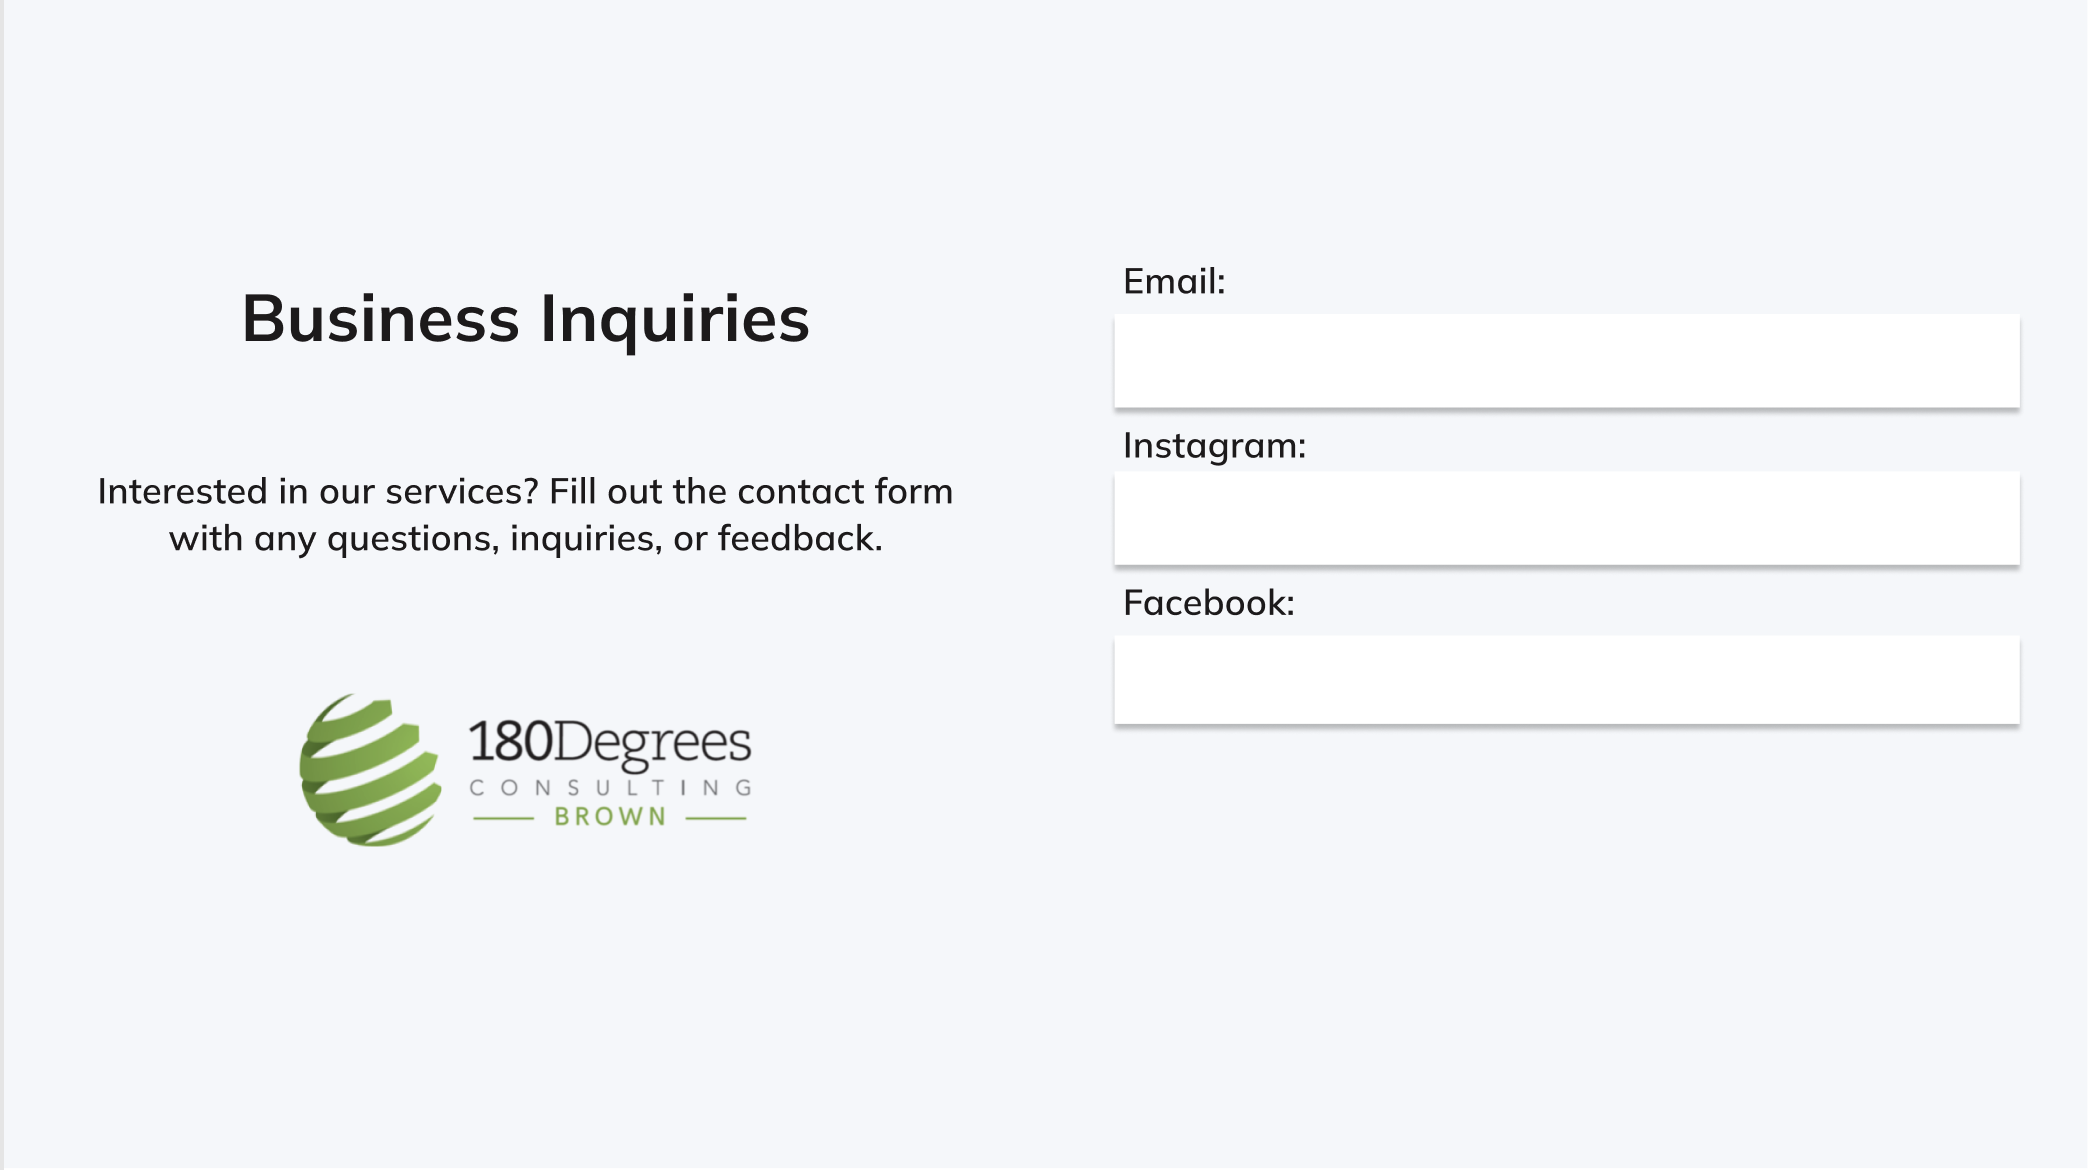 Business Inquiries
Interested in our services? Fill out the contact form
with any questions, inquiries, or feedback.
180Degrees
CONSULTING
BROWN
Email:
Instagram:
Facebook: